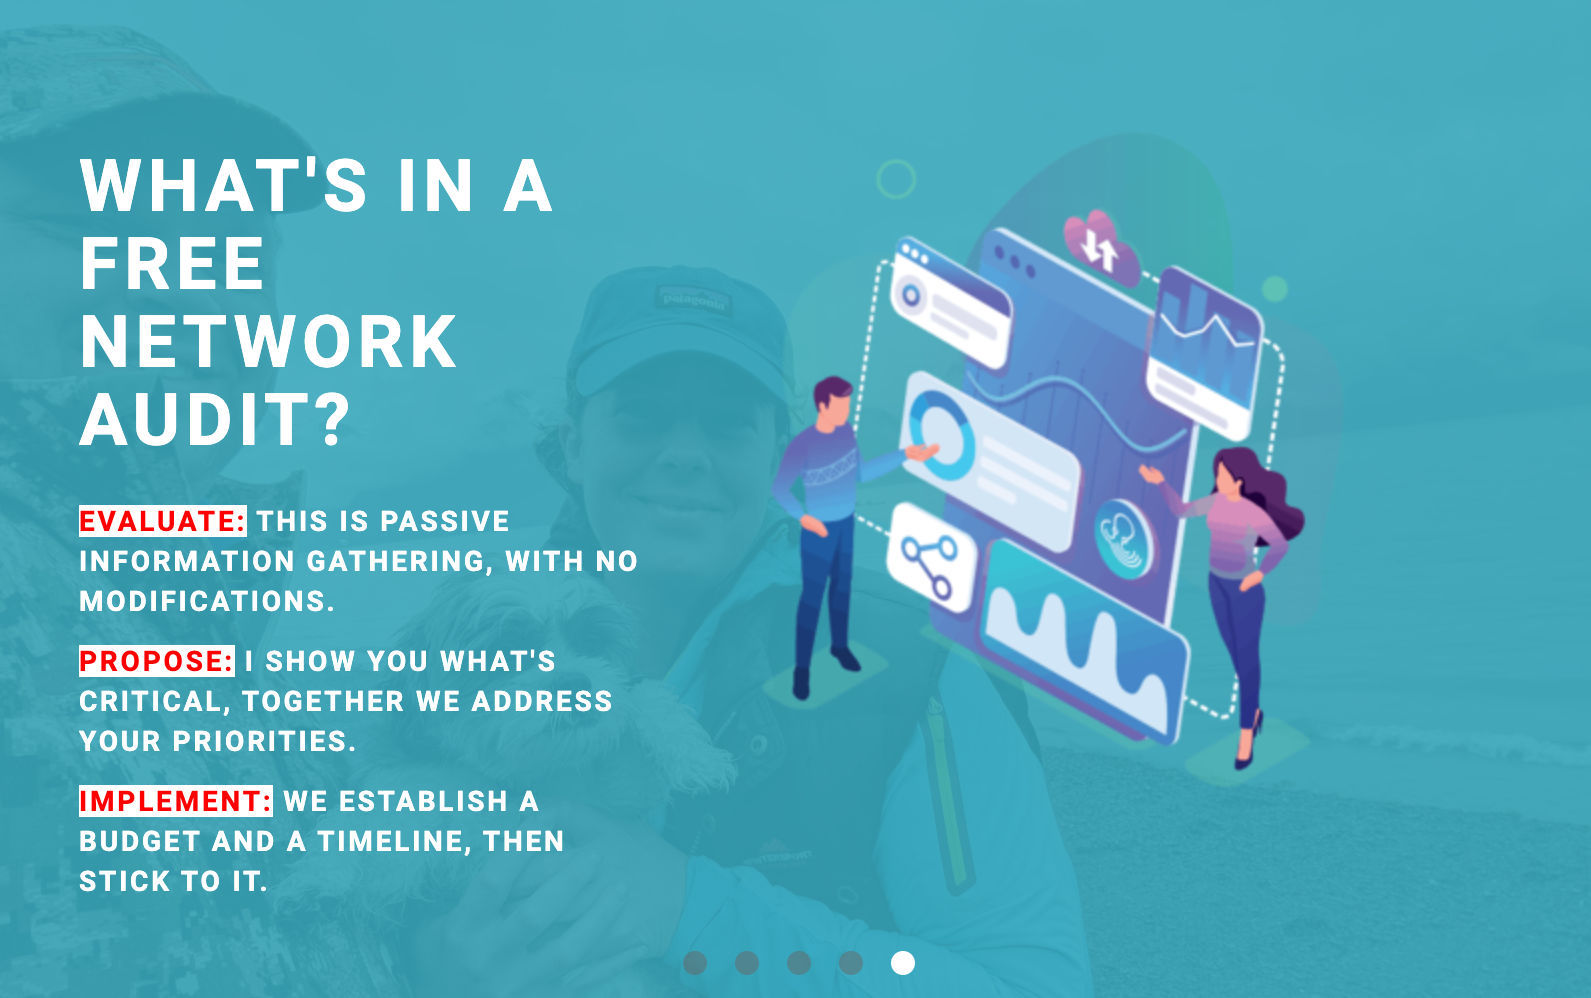 WHAT'S IN A
FREE
NETWORK
AUDIT?
EVALUATE: THIS IS PASSIVE
INFORMATION GATHERING, WITH NO
MODIFICATIONS.
PROPOSE: I SHOW YOU WHAT'S
CRITICAL, TOGETHER WE ADDRESS
YOUR PRIORITIES.
IMPLEMENT: WE ESTABLISH A
BUDGET AND A TIMELINE, THEN
STICK TO IT.
patagonia